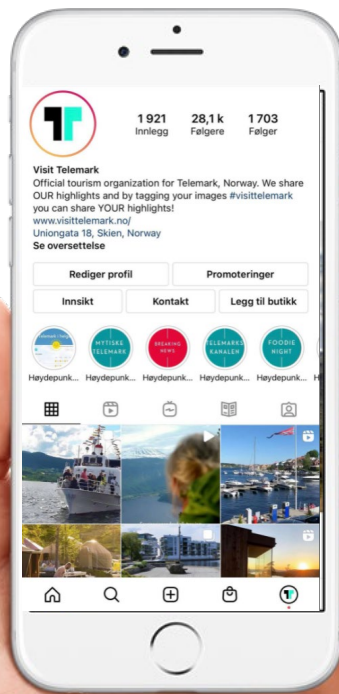 1 921
28,1 k
1 703
Innlegg
Følgere
Følger
Visit Telemark
Official tourism organization for Telemark, Norway. We share
OUR highlights and by tagging your images #visittelemark
you can share YOUR highlights!
www.visittelemark.no/
Uniongata 18, Skien, Norway
Se oversettelse
Rediger profil
Promoteringer
Innsikt
Kontakt
Legg til butikk
MYTISKE
TELEMARK
BREAKING
NEWS
TELEMARKS
KANALEN
FOODIE
NIGHT
Høydepunk...
Høydepunk...
Høydepunk...
Høydepunk...
Høydepunk...